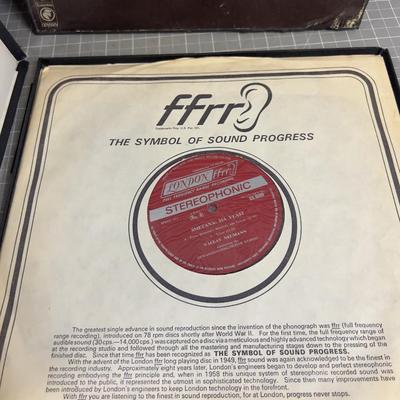 ffrr
Trademarks Reg. U.S. Pat. Off.
THE SYMBOL OF SOUND PROGRESS
LONDON ffrr
FULL FREQUENCY RANGE RECORDING
STEREOPHONIC
SMETANA: MA VLAST
VACLAV NEUMANN
The greatest single advance in sound reproduction since the invention of the phonograph was ffrr (full frequency
range recording), introduced on 78 rpm discs shortly after World War II. For the first time, the full frequency of
audible sound (30 cps.—14,000 cps.) was captured on a disc via a meticulous and highly advanced technology which began
at the recording studio and followed through all the mastering and manufacturing stages down to the pressing of the
finished disc. Since that time ffrr has been recognized as THE SYMBOL OF SOUND PROGRESS.
With the advent of the London ffrr long playing disc in 1949, ffrr sound was again acknowledged to be the finest in
the recording industry. Approximately eight years later, London's engineers began to develop and perfect stereophonic
recording embodying the ffrr principle and, when in 1958 this unique system of stereophonic recorded sound was
introduced to the public, it represented the utmost in sophisticated technology. Since then many improvements have
been introduced by London's engineers to keep London technology in the forefront.
With ffrr you are listening to the finest in sound reproduction of today, for at London, progress never stops.